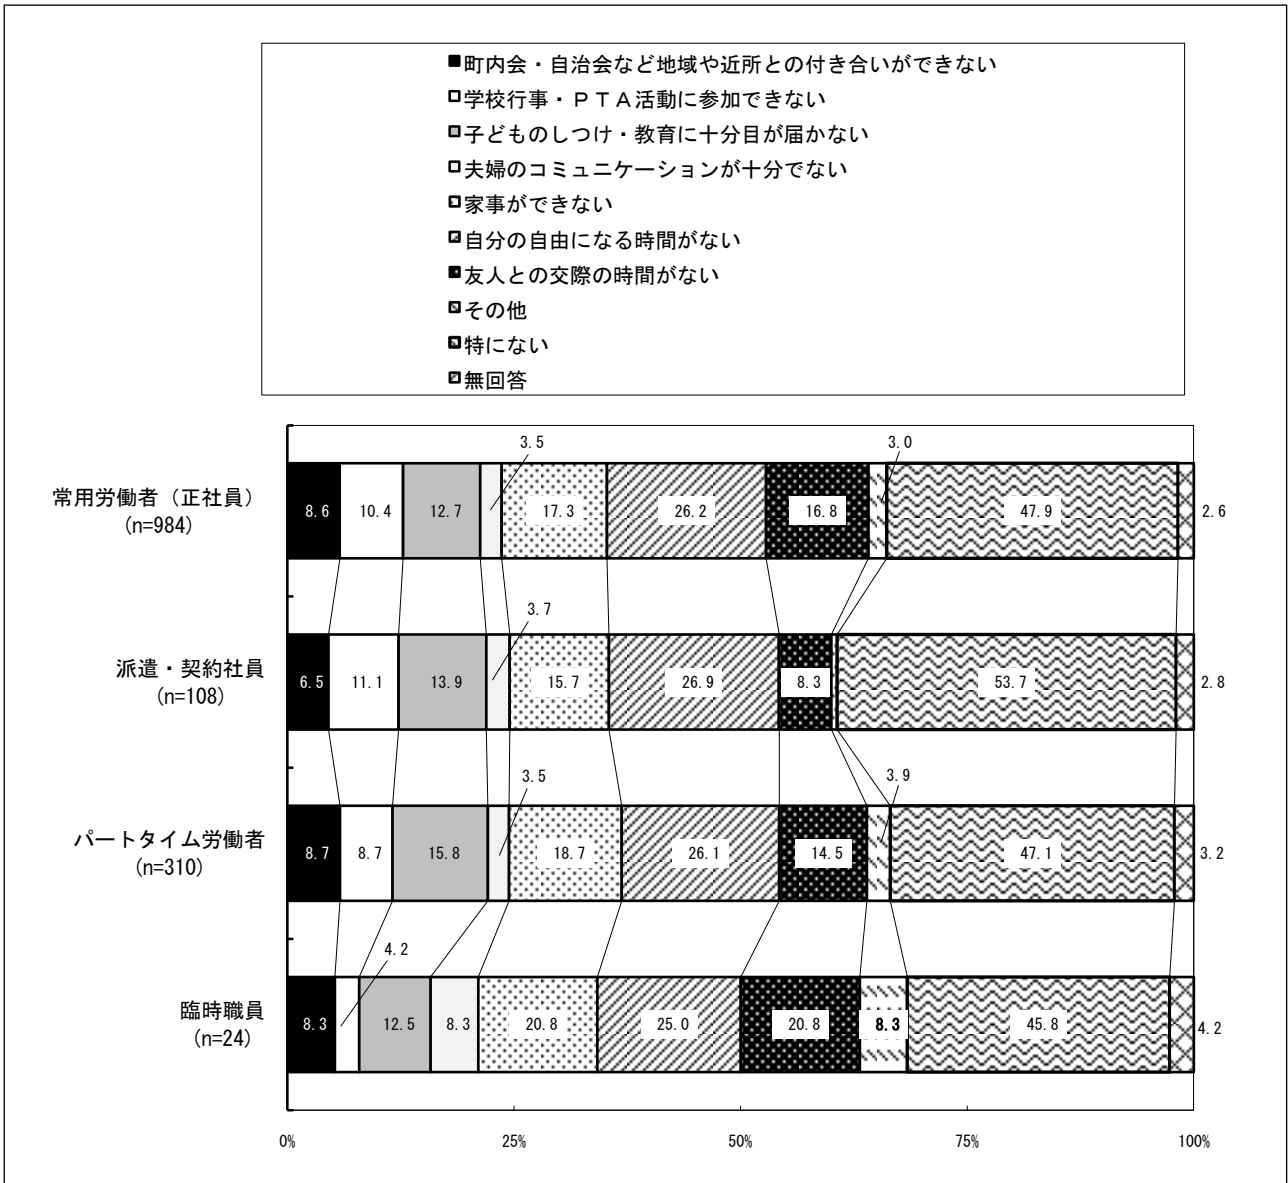 ■町内会・自治会など地域や近所との付き合いができない
□学校行事・ＰＴＡ活動に参加できない
□子どものしつけ・教育に十分目が届かない
□夫婦のコミュニケーションが十分でない
□家事ができない
□自分の自由になる時間がない
■友人との交際の時間がない
□その他
□特にない
□無回答
3.5 3.0
常用労働者（正社員）
(n=984)
8.6 10.4 12.7 17.3 26.2 16.8 47.9 2.6
3.7
派遣・契約社員
(n=108)
6.5 11.1 13.9 15.7 26.9 8.3 53.7 2.8
3.5 3.9
パートタイム労働者
(n=310)
8.7 8.7 15.8 18.7 26.1 14.5 47.1 3.2
4.2
臨時職員
(n=24)
8.3 12.5 8.3 20.8 25.0 20.8 8.3 45.8 4.2
0% 25% 50% 75% 100%